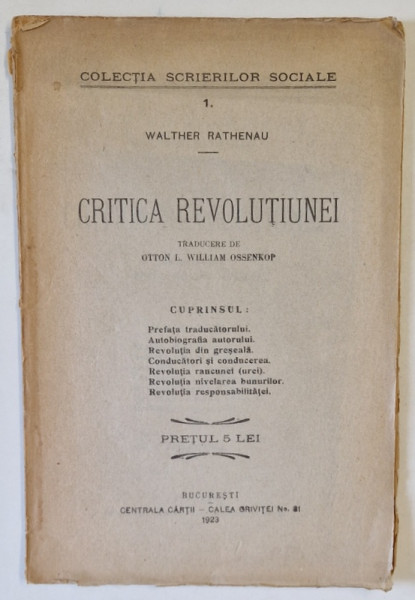 COLECȚIA SCRIERILOR SOCIALE
1.
WALTHER RATHENAU
CRITICA REVOLUȚIUNEI
TRADUCERE DE
OTTON L. WILLIAM OSSENKOP
CUPRINSUL:
Prefața traducătorului.
Autobiografia autorului.
Revoluția din greșeală.
Conducători și conducerea.
Revoluția rancunei (urei).
Revoluția nivelarea bunurilor.
Revoluția responsabilităței.
PREȚUL 5 LEI
BUCUREȘTI
CENTRALA CĂRȚII – CALEA GRIVIȚEI No. 81
1923